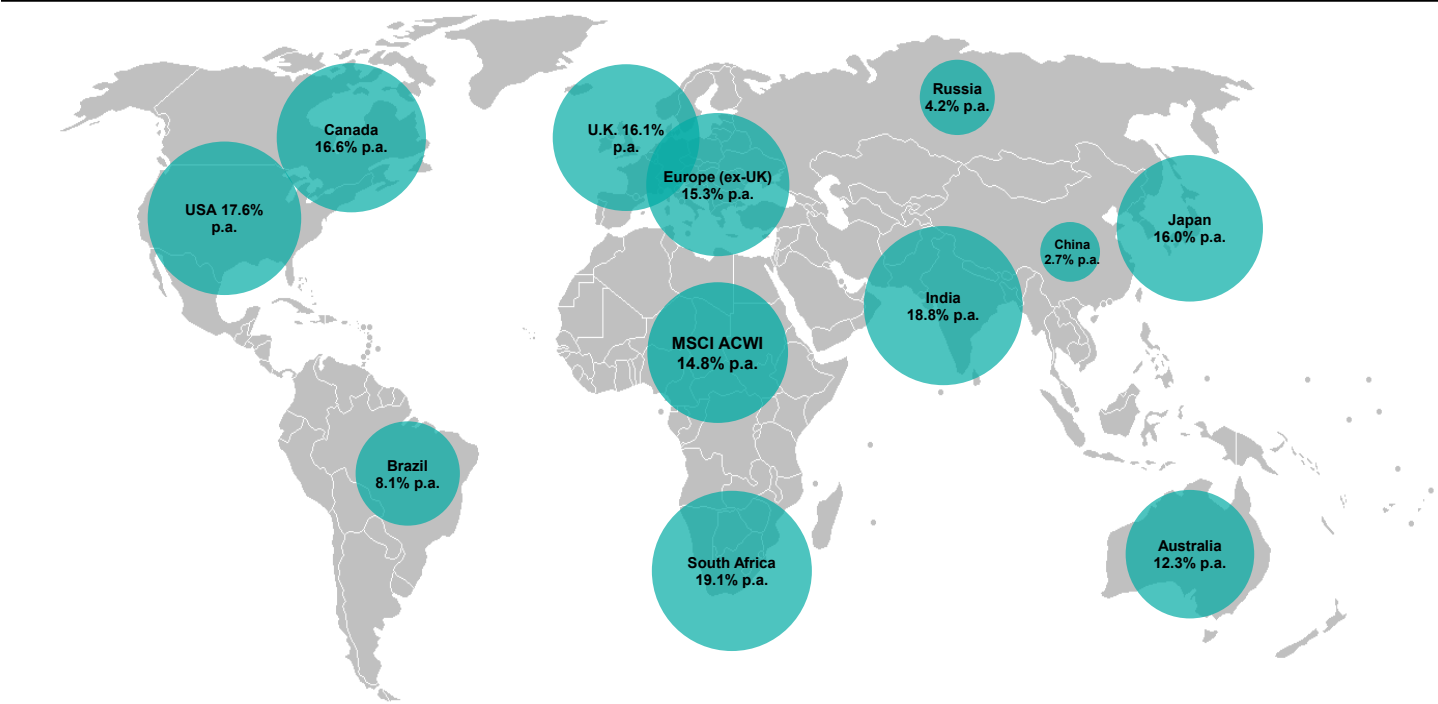 Russia
4.2% p.a.
Canada
16.6% p.a.
U.K. 16.1%
p.a.
Europe (ex-UK)
15.3% p.a.
USA 17.6%
p.a.
Japan
16.0% p.a.
China
2.7% p.a.
India
18.8% p.a.
MSCI ACWI
14.8% p.a.
Brazil
8.1% p.a.
South Africa
19.1% p.a.
Australia
12.3% p.a.